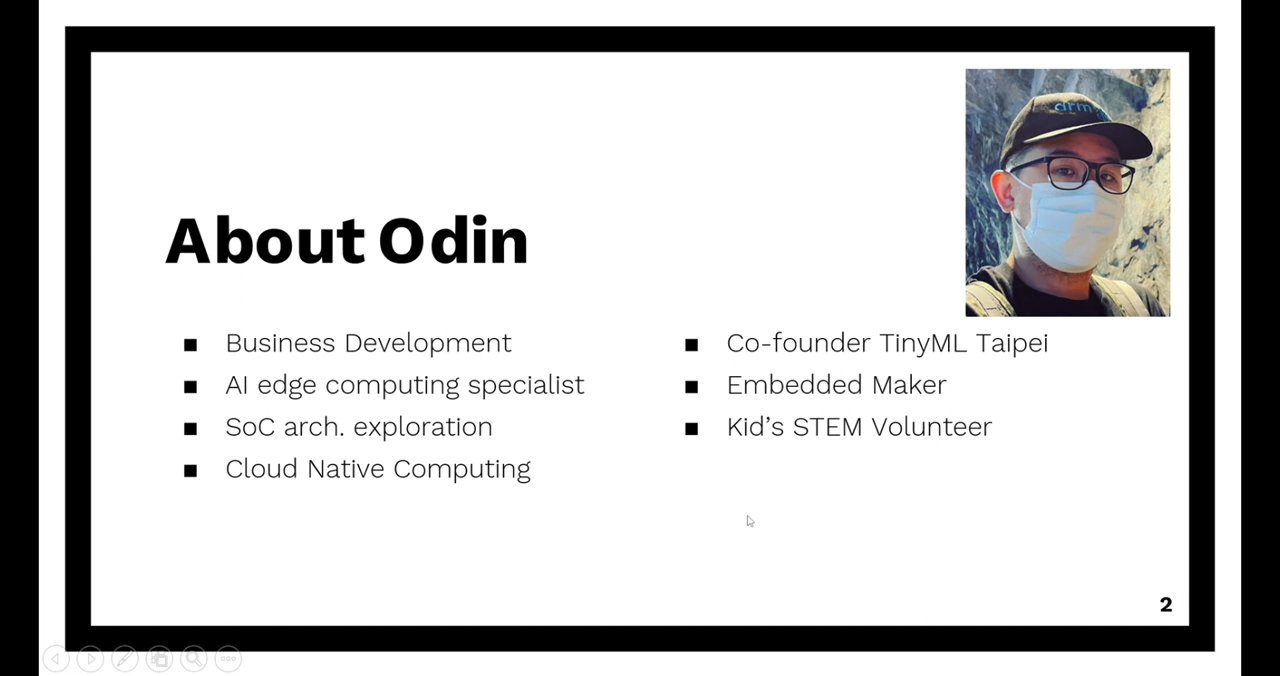 arm
About Odin
■ Business Development
■ AI edge computing specialist
■ SoC arch. exploration
■ Cloud Native Computing
■ Co-founder TinyML Taipei
■ Embedded Maker
■ Kid’s STEM Volunteer
2